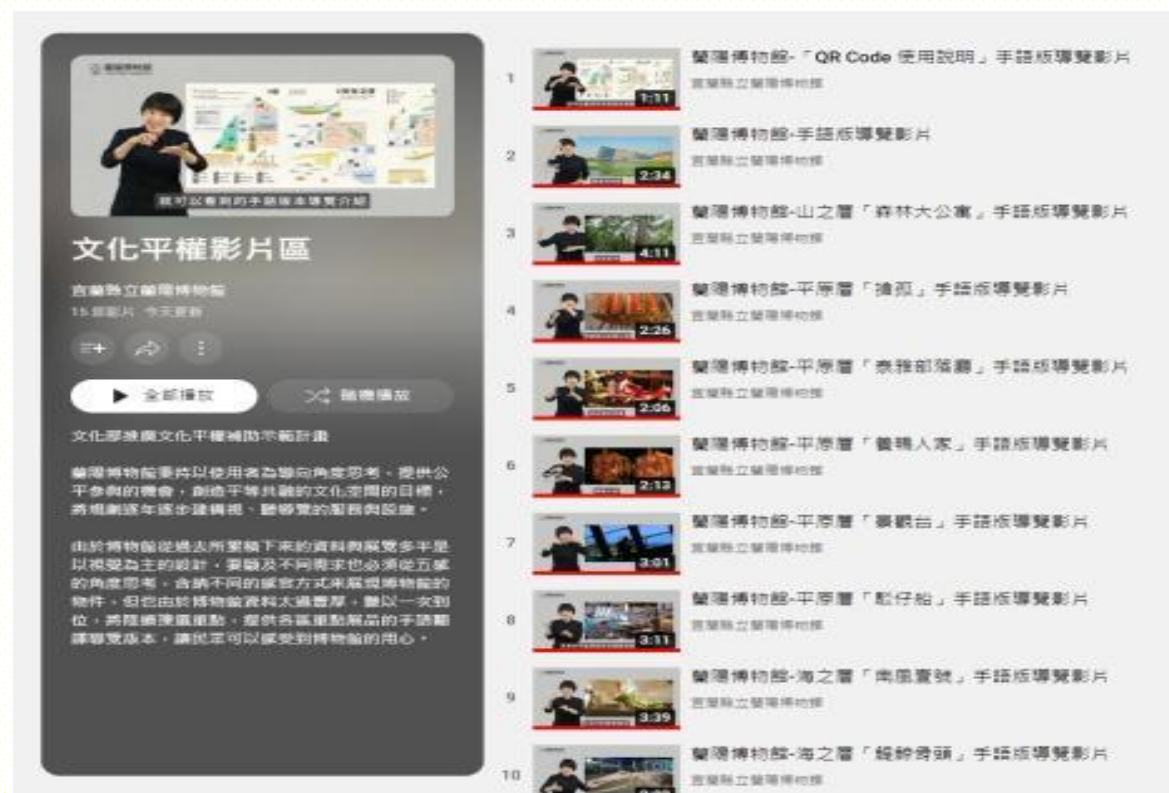 就可以看到的手語版本導覽介紹
文化平權影片區
宜蘭縣立蘭陽博物館
15 部影片 今天更新
全部播放
隨機播放
文化部推廣文化平權補助示範計畫
蘭陽博物館秉持以使用者為導向角度思考，提供公
平參與的機會，創造平等共融的文化空間的目標，
將規劃逐年逐步建構視、聽導覽的服務與設施。
由於博物館從過去所累積下來的資料與展覽多半是
以視覺為主的設計，要顧及不同需求也必須從五感
的角度思考，含納不同的感官方式來展現博物館的
物件，但也由於博物館資料太過豐厚，難以一次到
位，將陸續揀選重點，提供各區重點展品的手語翻
譯導覽版本，讓民眾可以感受到博物館的用心。
1
1:11
蘭陽博物館-「QR Code 使用說明」手語版導覽影片
宜蘭縣立蘭陽博物館
2
2:34
蘭陽博物館-手語版導覽影片
宜蘭縣立蘭陽博物館
3
4:11
蘭陽博物館-山之層「森林大公寓」手語版導覽影片
宜蘭縣立蘭陽博物館
4
2:26
蘭陽博物館-平原層「搶孤」手語版導覽影片
宜蘭縣立蘭陽博物館
5
2:06
蘭陽博物館-平原層「泰雅部落廳」手語版導覽影片
宜蘭縣立蘭陽博物館
6
2:13
蘭陽博物館-平原層「養鴨人家」手語版導覽影片
宜蘭縣立蘭陽博物館
7
3:01
蘭陽博物館-平原層「景觀台」手語版導覽影片
宜蘭縣立蘭陽博物館
8
3:11
蘭陽博物館-平原層「駁仔船」手語版導覽影片
宜蘭縣立蘭陽博物館
9
3:39
蘭陽博物館-海之層「南風壹號」手語版導覽影片
宜蘭縣立蘭陽博物館
10
蘭陽博物館-海之層「鯷鯨骨頭」手語版導覽影片
宜蘭縣立蘭陽博物館